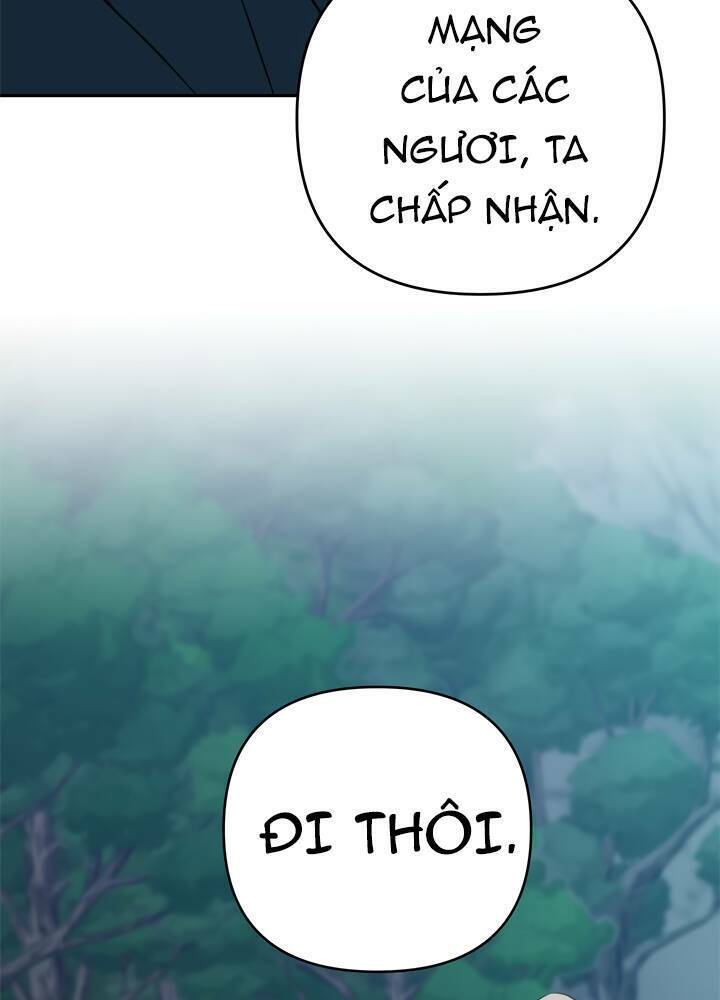 MẠNG
CỦA CÁC
NGƯƠI, TA
CHẤP NHẬN.
ĐI THÔI.